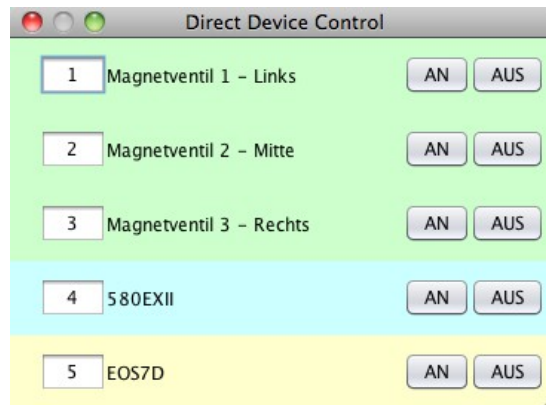 Direct Device Control
1 Magnetventil 1 – Links AN AUS
2 Magnetventil 2 – Mitte AN AUS
3 Magnetventil 3 – Rechts AN AUS
4 580EXII AN AUS
5 EOS7D AN AUS